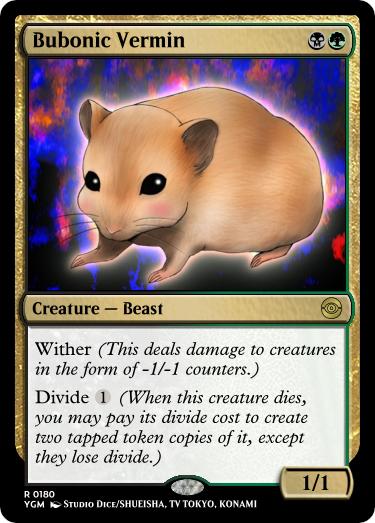 Bubonic Vermin
Creature — Beast
Wither (This deals damage to creatures
in the form of -1/-1 counters.)
Divide 1 (When this creature dies,
you may pay its divide cost to create
two tapped token copies of it, except
they lose divide.)
1/1
R 0180
YGM Studio Dice/SHUEISHA, TV TOKYO, KONAMI